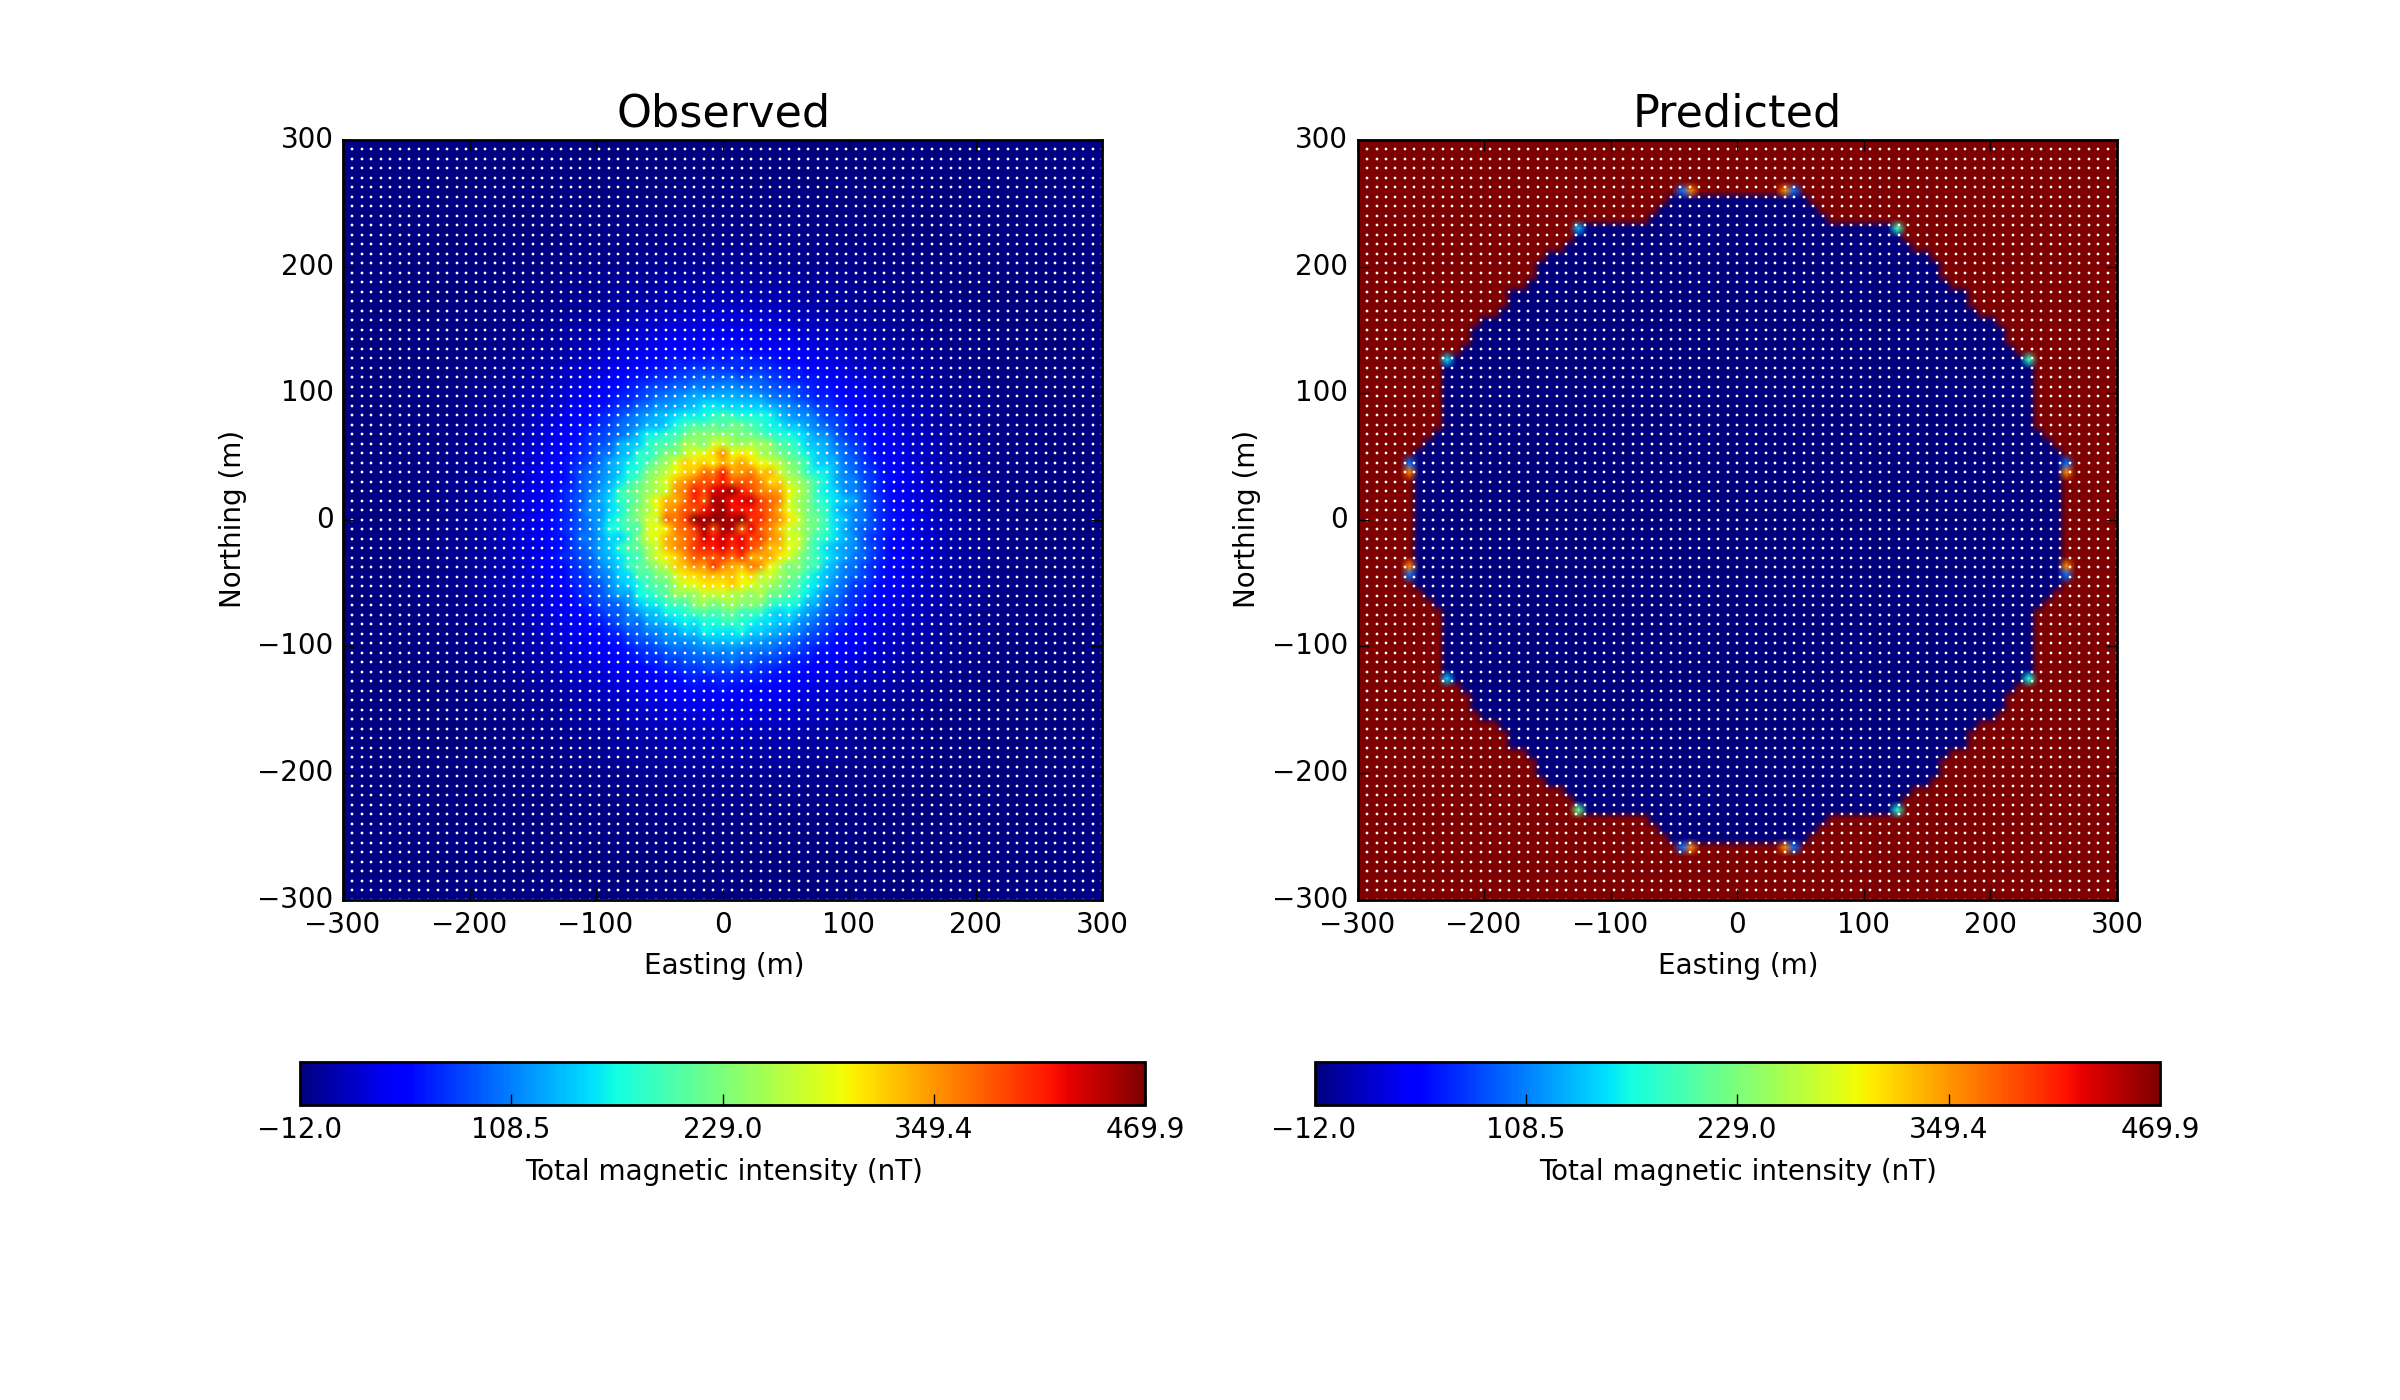 Observed
Predicted
300
200
100
0
−100
−200
−300
Northing (m)
−300 −200 −100 0 100 200 300
Easting (m)
300
200
100
0
−100
−200
−300
Northing (m)
−300 −200 −100 0 100 200 300
Easting (m)
−12.0 108.5 229.0 349.4 469.9
Total magnetic intensity (nT)
−12.0 108.5 229.0 349.4 469.9
Total magnetic intensity (nT)